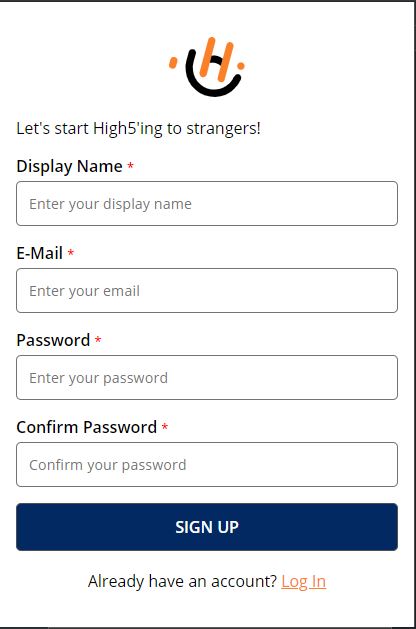 Let's start High5'ing to strangers!
Display Name *
Enter your display name
E-Mail *
Enter your email
Password *
Enter your password
Confirm Password *
Confirm your password
SIGN UP
Already have an account? Log In